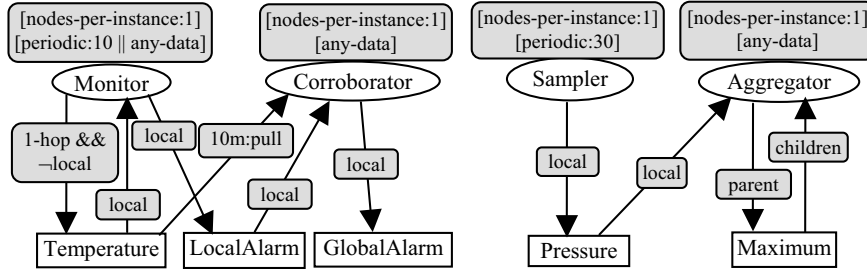 [nodes-per-instance:1]
[periodic:10 || any-data]
[nodes-per-instance:1]
[any-data]
[nodes-per-instance:1]
[periodic:30]
[nodes-per-instance:1]
[any-data]
Monitor
Corroborator
Sampler
Aggregator
1-hop &&
¬local
local
10m:pull
local
local
local
local
local
parent
children
Temperature
LocalAlarm
GlobalAlarm
Pressure
Maximum